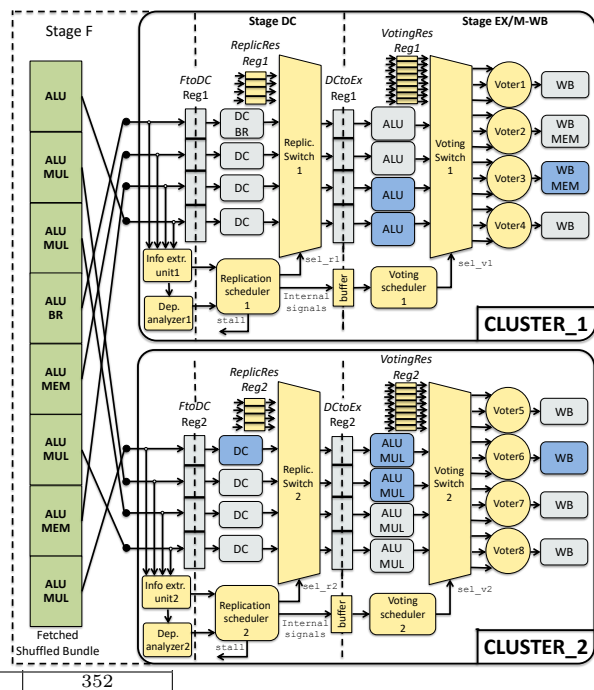 Stage F
ALU
ALU
MUL
ALU
MUL
ALU
BR
ALU
MEM
ALU
MUL
ALU
MEM
ALU
MUL
Fetched
Shuffled Bundle
Stage DC
Stage EX/M-WB
FtoDC
Reg1
ReplicRes
Reg1
DCtoEx
Reg1
VotingRes
Reg1
DC
BR
DC
DC
DC
Replic.
Switch
1
ALU
ALU
ALU
ALU
Voting
Switch
1
Voter1
Voter2
Voter3
Voter4
WB
WB
MEM
WB
MEM
WB
Info extr.
unit1
Dep.
analyzer1
Replication
scheduler
1
stall
sel_r1
Internal
signals
buffer
Voting
scheduler
1
sel_v1
CLUSTER_1
FtoDC
Reg2
ReplicRes
Reg2
DCtoEx
Reg2
VotingRes
Reg2
DC
DC
DC
DC
Replic.
Switch
2
ALU
MUL
ALU
MUL
ALU
MUL
ALU
MUL
Voting
Switch
2
Voter5
Voter6
Voter7
Voter8
WB
WB
WB
WB
Info extr.
unit2
Dep.
analyzer2
Replication
scheduler
2
stall
sel_r2
Internal
signals
buffer
Voting
scheduler
2
sel_v2
CLUSTER_2
352